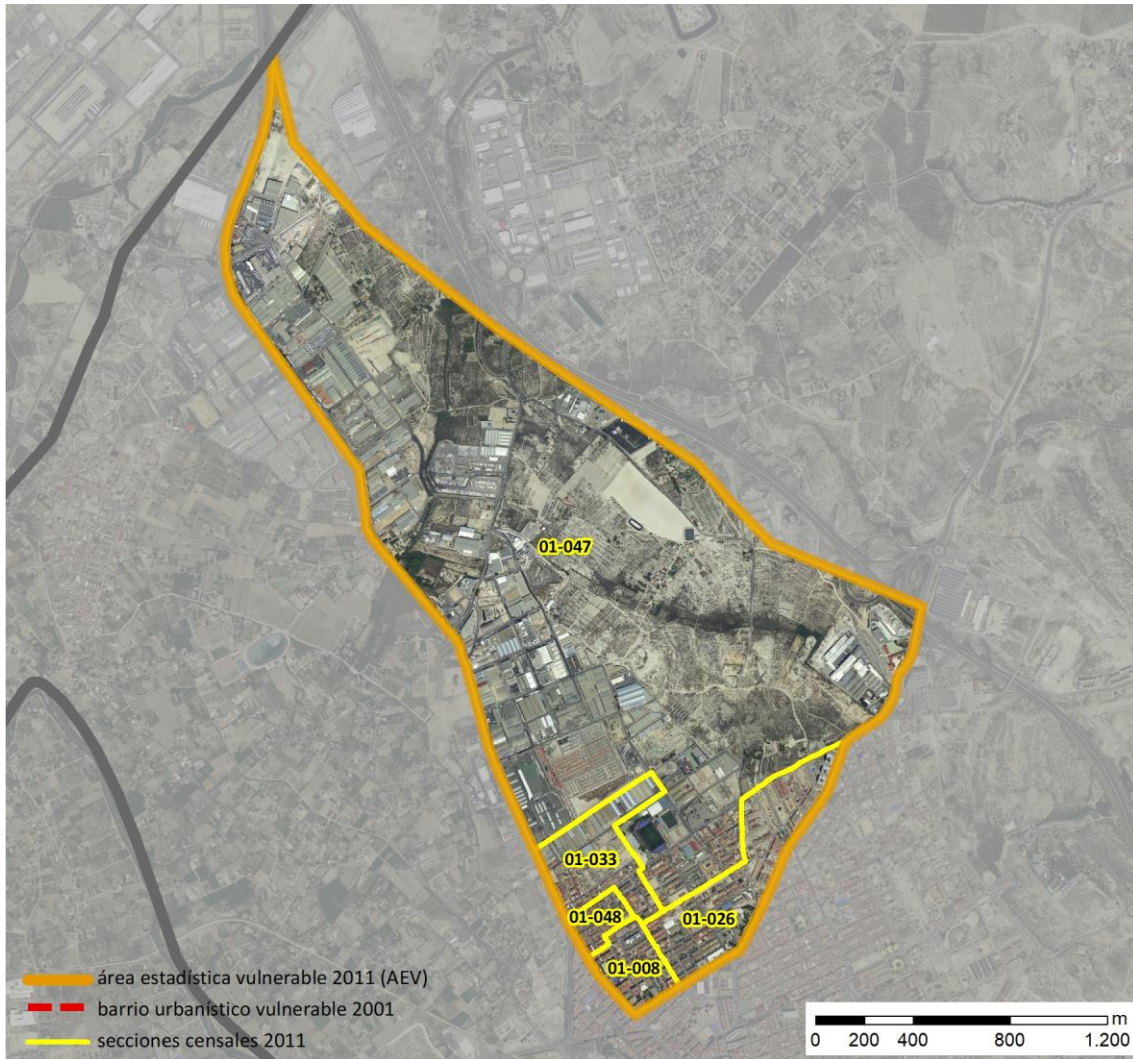 01-047
01-033
01-048
01-026
01-008
área estadística vulnerable 2011 (AEV)
barrio urbanístico vulnerable 2001
secciones censales 2011
m
0 200 400 800 1.200